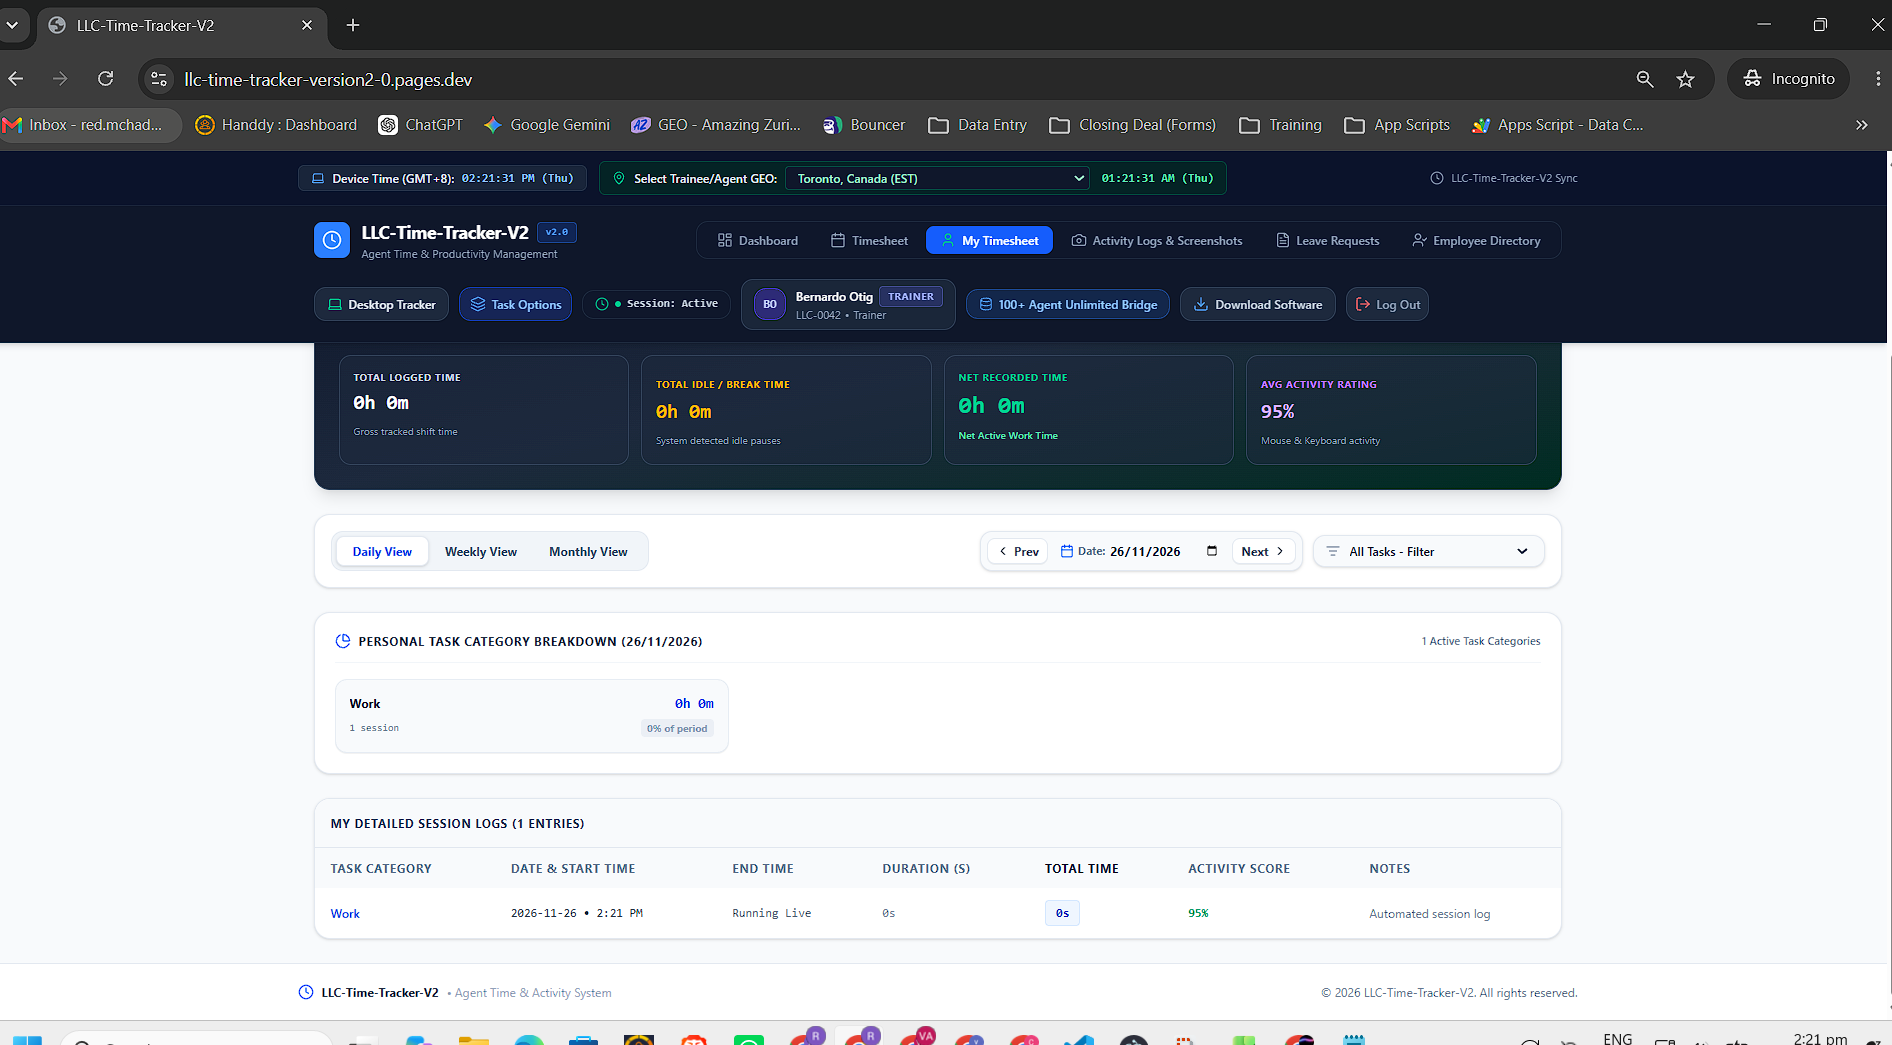 LLC-Time-Tracker-V2
llc-time-tracker-version2-0.pages.dev
Incognito
Inbox - red.mchad...
Handdy : Dashboard
ChatGPT
Google Gemini
GEO - Amazing Zuri...
Bouncer
Data Entry
Closing Deal (Forms)
Training
App Scripts
Apps Script - Data C...
Device Time (GMT+8): 02:21:31 PM (Thu)
Select Trainee/Agent GEO: Toronto, Canada (EST) 01:21:31 AM (Thu)
LLC-Time-Tracker-V2 Sync
LLC-Time-Tracker-V2 v2.0
Agent Time & Productivity Management
Dashboard
Timesheet
My Timesheet
Activity Logs & Screenshots
Leave Requests
Employee Directory
Desktop Tracker
Task Options
Session: Active
BO
Bernardo Otig TRAINER
LLC-0042 • Trainer
100+ Agent Unlimited Bridge
Download Software
Log Out
TOTAL LOGGED TIME
0h 0m
Gross tracked shift time
TOTAL IDLE / BREAK TIME
0h 0m
System detected idle pauses
NET RECORDED TIME
0h 0m
Net Active Work Time
AVG ACTIVITY RATING
95%
Mouse & Keyboard activity
Daily View
Weekly View
Monthly View
Prev
Date: 26/11/2026
Next
All Tasks - Filter
PERSONAL TASK CATEGORY BREAKDOWN (26/11/2026)
1 Active Task Categories
Work 0h 0m
1 session 0% of period
MY DETAILED SESSION LOGS (1 ENTRIES)
TASK CATEGORY DATE & START TIME END TIME DURATION (S) TOTAL TIME ACTIVITY SCORE NOTES
Work 2026-11-26 • 2:21 PM Running Live 0s 0s 95% Automated session log
LLC-Time-Tracker-V2 • Agent Time & Activity System
© 2026 LLC-Time-Tracker-V2. All rights reserved.
R
R
VA
ENG
2:21 pm